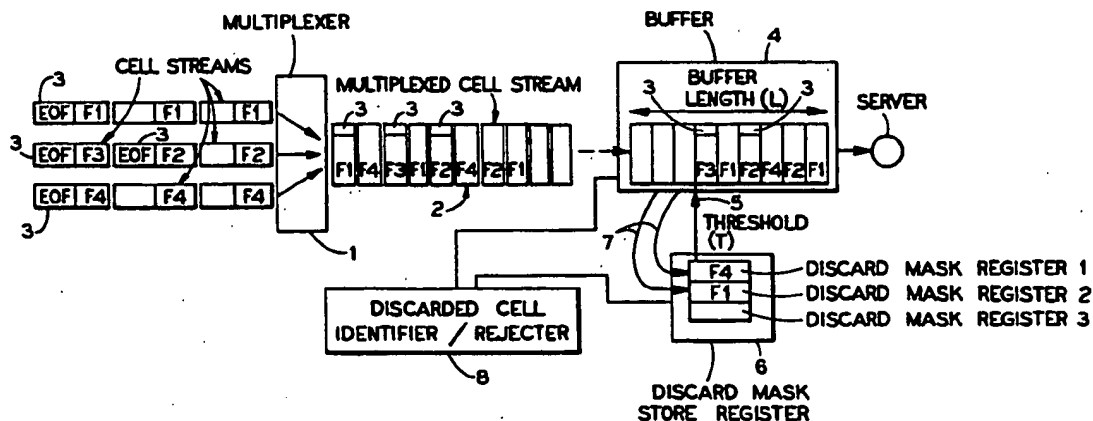 MULTIPLEXER
BUFFER
4
3
CELL STREAMS
MULTIPLEXED CELL STREAM
BUFFER
LENGTH (L)
3
3
SERVER
EOF F1 F1 F1
3
3 3 3
3 EOF F3 EOF F2 F2
EOF F4 F4 F4
3
F1 F4 F3 F1 F2 F4 F2 F1
F3 F1 F2 F4 F2 F1
2
1
5
7
THRESHOLD
(T)
F4 DISCARD MASK REGISTER 1
F1 DISCARD MASK REGISTER 2
DISCARD MASK REGISTER 3
DISCARDED CELL
IDENTIFIER / REJECTER
8
6
DISCARD MASK
STORE REGISTER